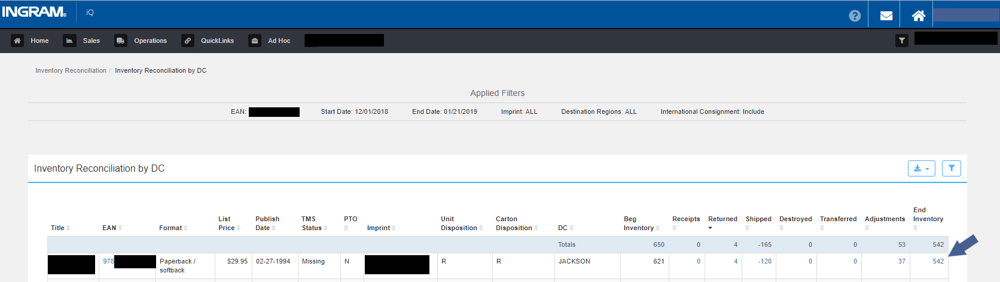 INGRAM® iQ
Home Sales Operations QuickLinks Ad Hoc
Inventory Reconciliation / Inventory Reconciliation by DC
Applied Filters
EAN: Start Date: 12/01/2018 End Date: 01/21/2019 Imprint: ALL Destination Regions: ALL International Consignment: Include
Inventory Reconciliation by DC
Title EAN Format List Price Publish Date TMS Status PTO Imprint Unit Disposition Carton Disposition DC Beg Inventory Receipts Returned Shipped Destroyed Transferred Adjustments End Inventory
Totals 650 0 4 -165 0 0 53 542
978 Paperback / softback $29.95 02-27-1994 Missing N R R JACKSON 621 0 4 -120 0 0 37 542